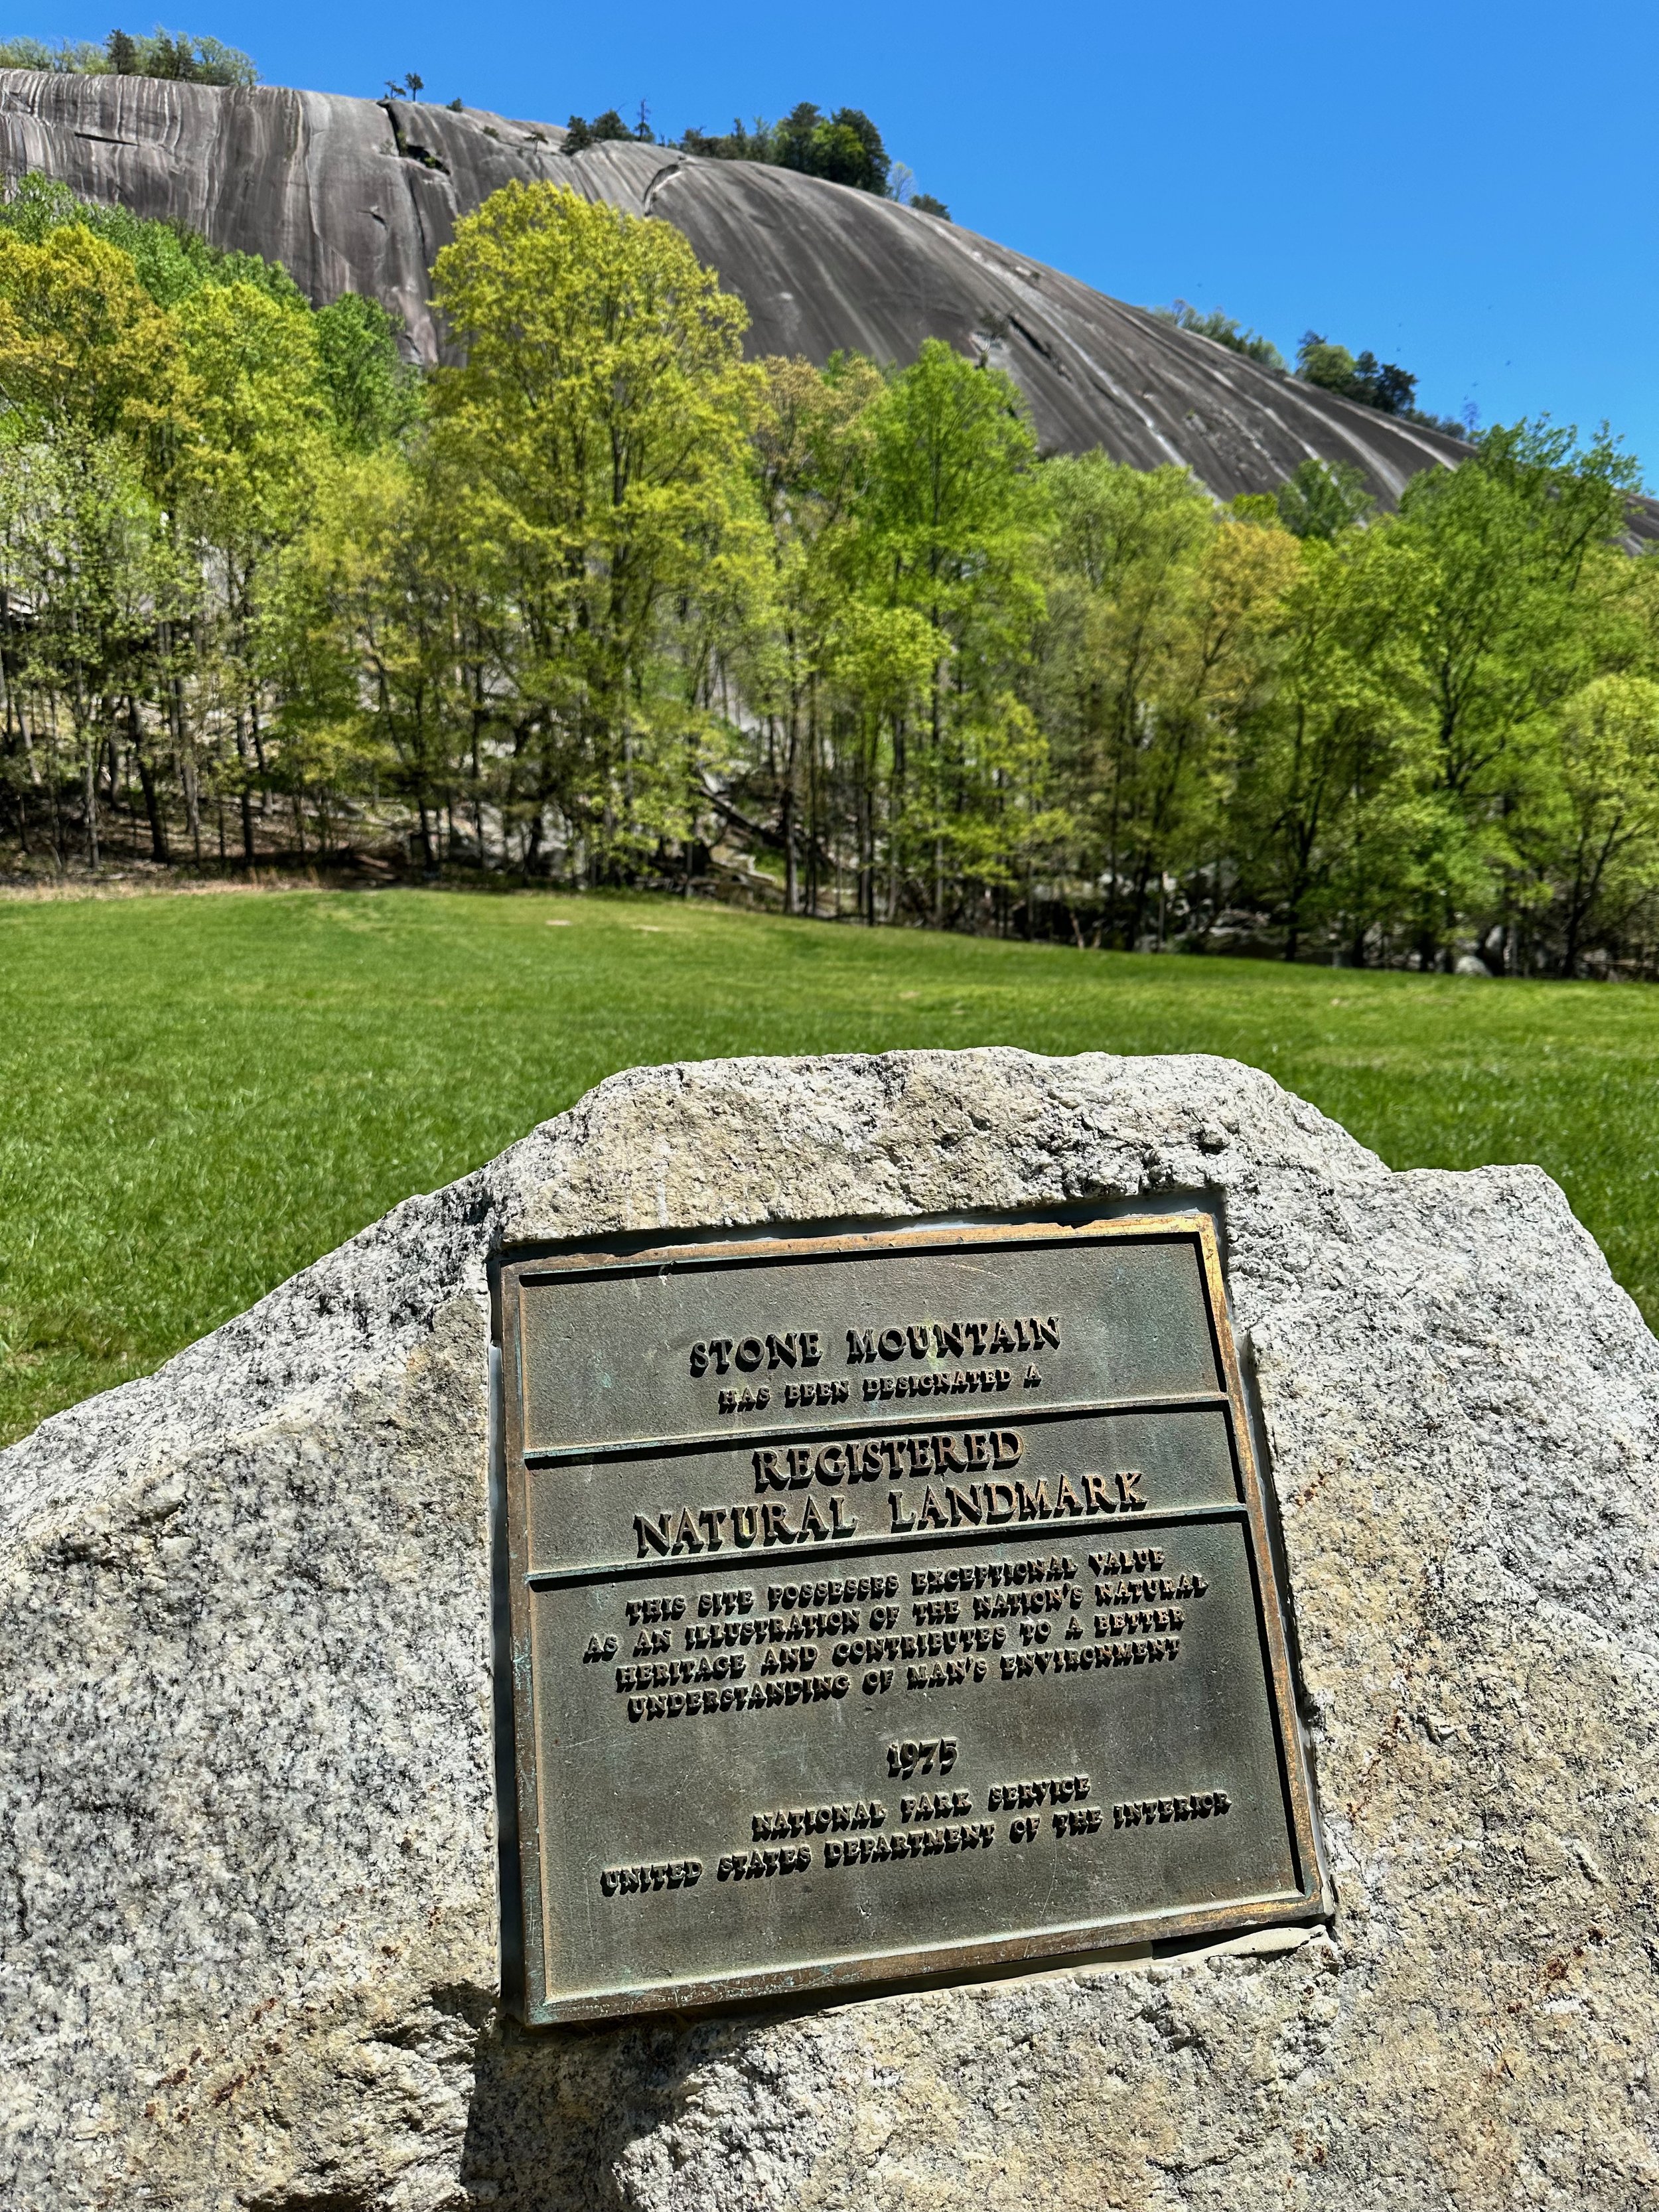 STONE MOUNTAIN
HAS BEEN DESIGNATED A
REGISTERED
NATURAL LANDMARK
THIS SITE POSSESSES EXCEPTIONAL VALUE
AS AN ILLUSTRATION OF THE NATION'S NATURAL
HERITAGE AND CONTRIBUTES TO A BETTER
UNDERSTANDING OF MAN'S ENVIRONMENT
1975
NATIONAL PARK SERVICE
UNITED STATES DEPARTMENT OF THE INTERIOR